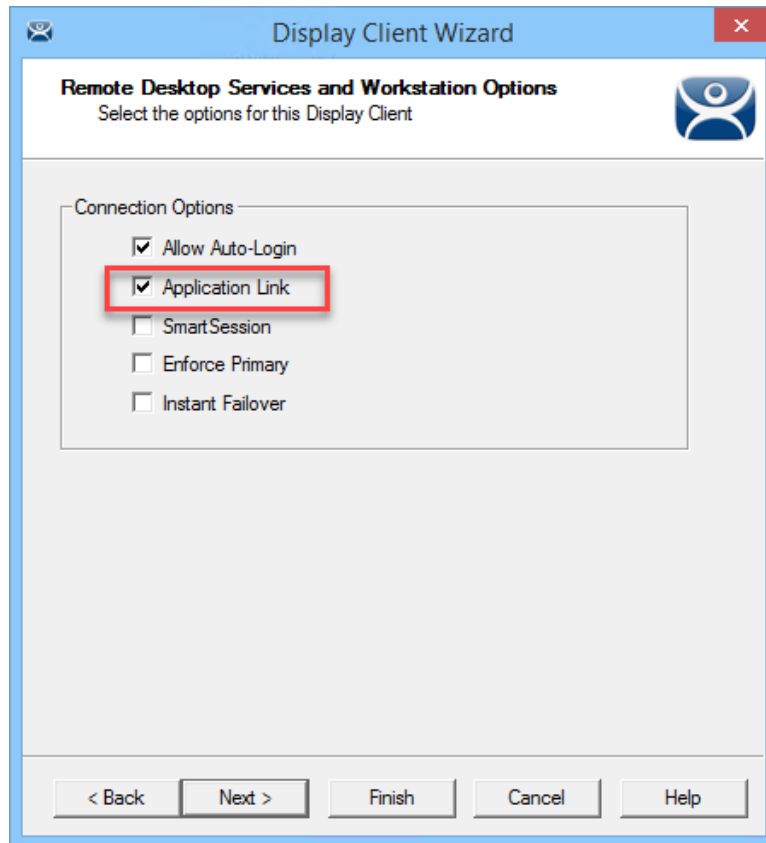 Display Client Wizard
Remote Desktop Services and Workstation Options
Select the options for this Display Client
Connection Options
Allow Auto-Login
Application Link
SmartSession
Enforce Primary
Instant Failover
< Back Next > Finish Cancel Help